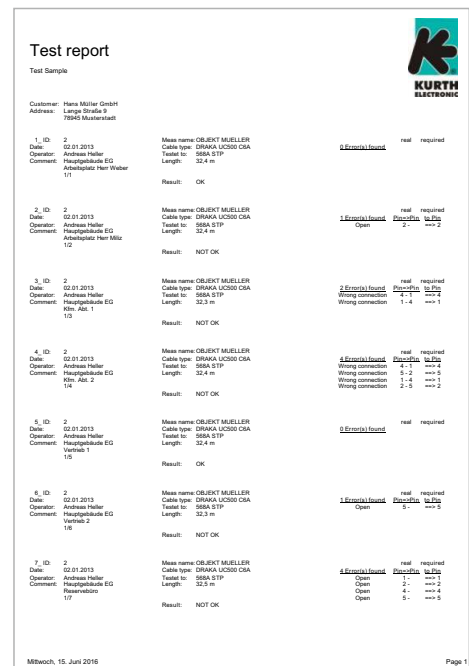 Test report
Test Sample
KURTH
ELECTRONIC
Customer: Hans Müller GmbH
Address: Lange Straße 9
78945 Musterstadt
1_ ID: 2 Meas name: OBJEKT MUELLER real required
Date: 02.01.2013 Cable type: DRAKA UC500 C6A 0 Error(s) found
Operator: Andreas Heller Testet to: 568A STP
Comment: Hauptgebäude EG Length: 32,4 m
Arbeitsplatz Herr Weber
1/1 Result: OK
2_ ID: 2 Meas name: OBJEKT MUELLER real required
Date: 02.01.2013 Cable type: DRAKA UC500 C6A 1 Error(s) found Pin=>Pin to Pin
Operator: Andreas Heller Testet to: 568A STP Open 2 - ==> 2
Comment: Hauptgebäude EG Length: 32,4 m
Arbeitsplatz Herr Miliz
1/2 Result: NOT OK
3_ ID: 2 Meas name: OBJEKT MUELLER real required
Date: 02.01.2013 Cable type: DRAKA UC500 C6A 2 Error(s) found Pin=>Pin to Pin
Operator: Andreas Heller Testet to: 568A STP Wrong connection 4 - 1 ==> 4
Comment: Hauptgebäude EG Length: 32,3 m Wrong connection 1 - 4 ==> 1
Kfm. Abt. 1
1/3 Result: NOT OK
4_ ID: 2 Meas name: OBJEKT MUELLER real required
Date: 02.01.2013 Cable type: DRAKA UC500 C6A 4 Error(s) found Pin=>Pin to Pin
Operator: Andreas Heller Testet to: 568A STP Wrong connection 4 - 1 ==> 4
Comment: Hauptgebäude EG Length: 32,4 m Wrong connection 5 - 2 ==> 5
Kfm. Abt. 2 Wrong connection 1 - 4 ==> 1
1/4 Wrong connection 2 - 5 ==> 2
Result: NOT OK
5_ ID: 2 Meas name: OBJEKT MUELLER real required
Date: 02.01.2013 Cable type: DRAKA UC500 C6A 0 Error(s) found
Operator: Andreas Heller Testet to: 568A STP
Comment: Hauptgebäude EG Length: 32,4 m
Vertrieb 1
1/5 Result: OK
6_ ID: 2 Meas name: OBJEKT MUELLER real required
Date: 02.01.2013 Cable type: DRAKA UC500 C6A 1 Error(s) found Pin=>Pin to Pin
Operator: Andreas Heller Testet to: 568A STP Open 5 - ==> 5
Comment: Hauptgebäude EG Length: 32,3 m
Vertrieb 2
1/6 Result: NOT OK
7_ ID: 2 Meas name: OBJEKT MUELLER real required
Date: 02.01.2013 Cable type: DRAKA UC500 C6A 4 Error(s) found Pin=>Pin to Pin
Operator: Andreas Heller Testet to: 568A STP Open 1 - ==> 1
Comment: Hauptgebäude EG Length: 32,5 m Open 2 - ==> 2
Reservebüro Open 4 - ==> 4
1/7 Open 5 - ==> 5
Result: NOT OK
Mittwoch, 15. Juni 2016 Page 1